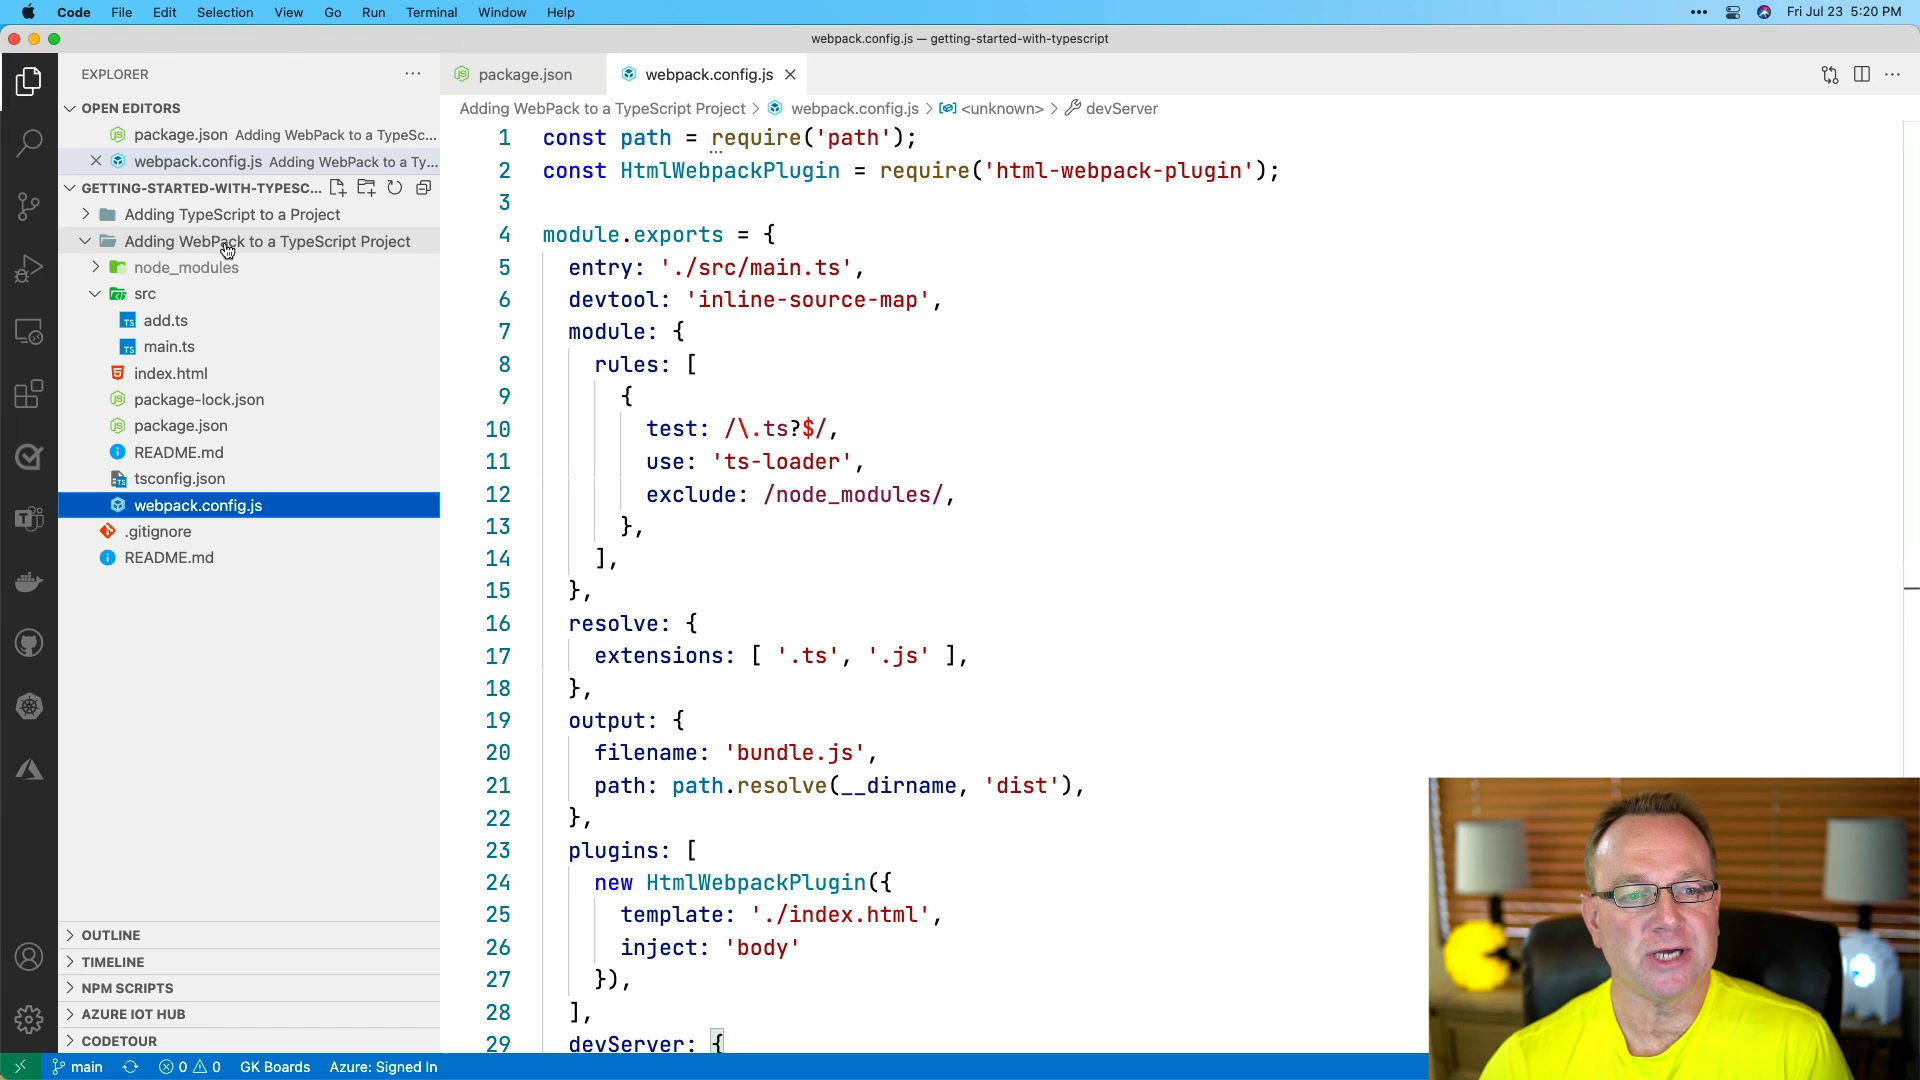 Code File Edit Selection View Go Run Terminal Window Help Fri Jul 23 5:20 PM
webpack.config.js — getting-started-with-typescript
EXPLORER
OPEN EDITORS
package.json Adding WebPack to a TypeSc...
webpack.config.js Adding WebPack to a Ty...
GETTING-STARTED-WITH-TYPESC...
Adding TypeScript to a Project
Adding WebPack to a TypeScript Project
node_modules
src
TS add.ts
TS main.ts
index.html
package-lock.json
package.json
README.md
TS tsconfig.json
webpack.config.js
.gitignore
README.md
OUTLINE
TIMELINE
NPM SCRIPTS
AZURE IOT HUB
CODETOUR
package.json webpack.config.js
Adding WebPack to a TypeScript Project > webpack.config.js > <unknown> > devServer
1 const path = require('path');
2 const HtmlWebpackPlugin = require('html-webpack-plugin');
3
4 module.exports = {
5 entry: './src/main.ts',
6 devtool: 'inline-source-map',
7 module: {
8 rules: [
9 {
10 test: /\.ts?$/,
11 use: 'ts-loader',
12 exclude: /node_modules/,
13 },
14 ],
15 },
16 resolve: {
17 extensions: [ '.ts', '.js' ],
18 },
19 output: {
20 filename: 'bundle.js',
21 path: path.resolve(__dirname, 'dist'),
22 },
23 plugins: [
24 new HtmlWebpackPlugin({
25 template: './index.html',
26 inject: 'body'
27 }),
28 ],
29 devServer: {
main 0 0 GK Boards Azure: Signed In